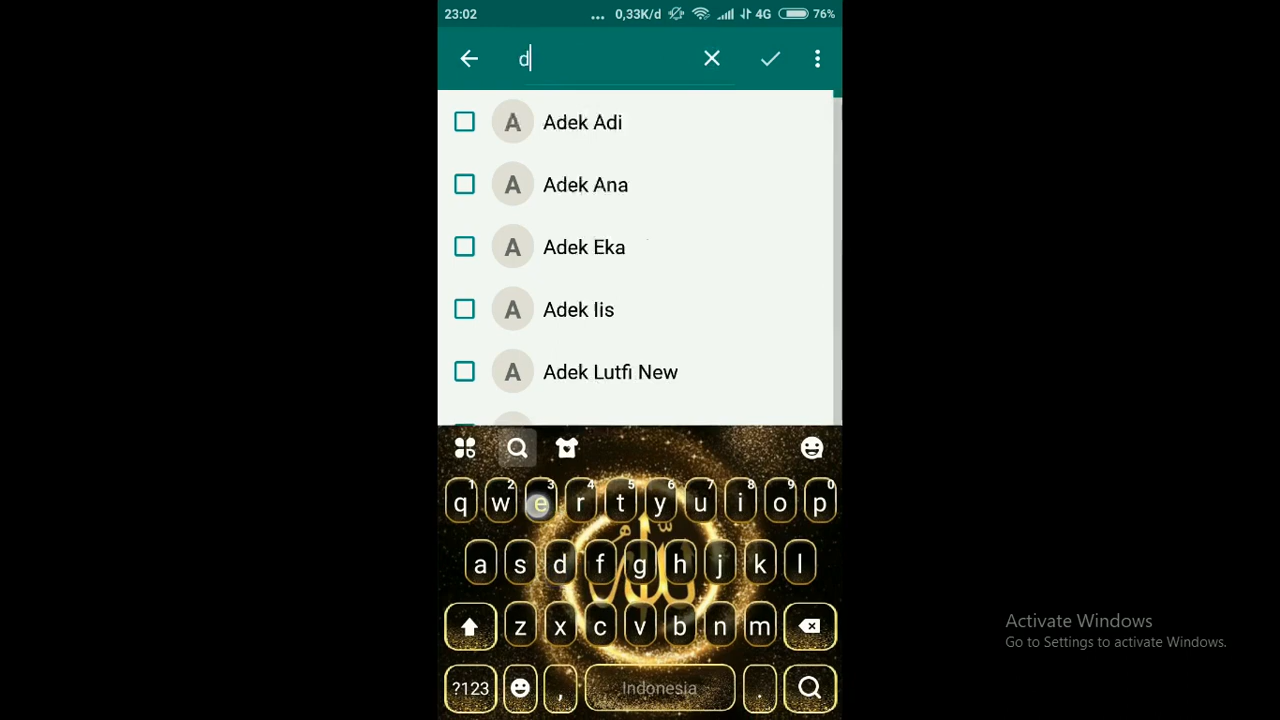 23:02 ... 0,33K/d 4G 76%
d
A Adek Adi
A Adek Ana
A Adek Eka
A Adek Iis
A Adek Lutfi New
1 2 3 4 5 6 7 8 9 0
q w e r t y u i o p
a s d f g h j k l
z x c v b n m
?123 , Indonesia .
الله
Activate Windows
Go to Settings to activate Windows.